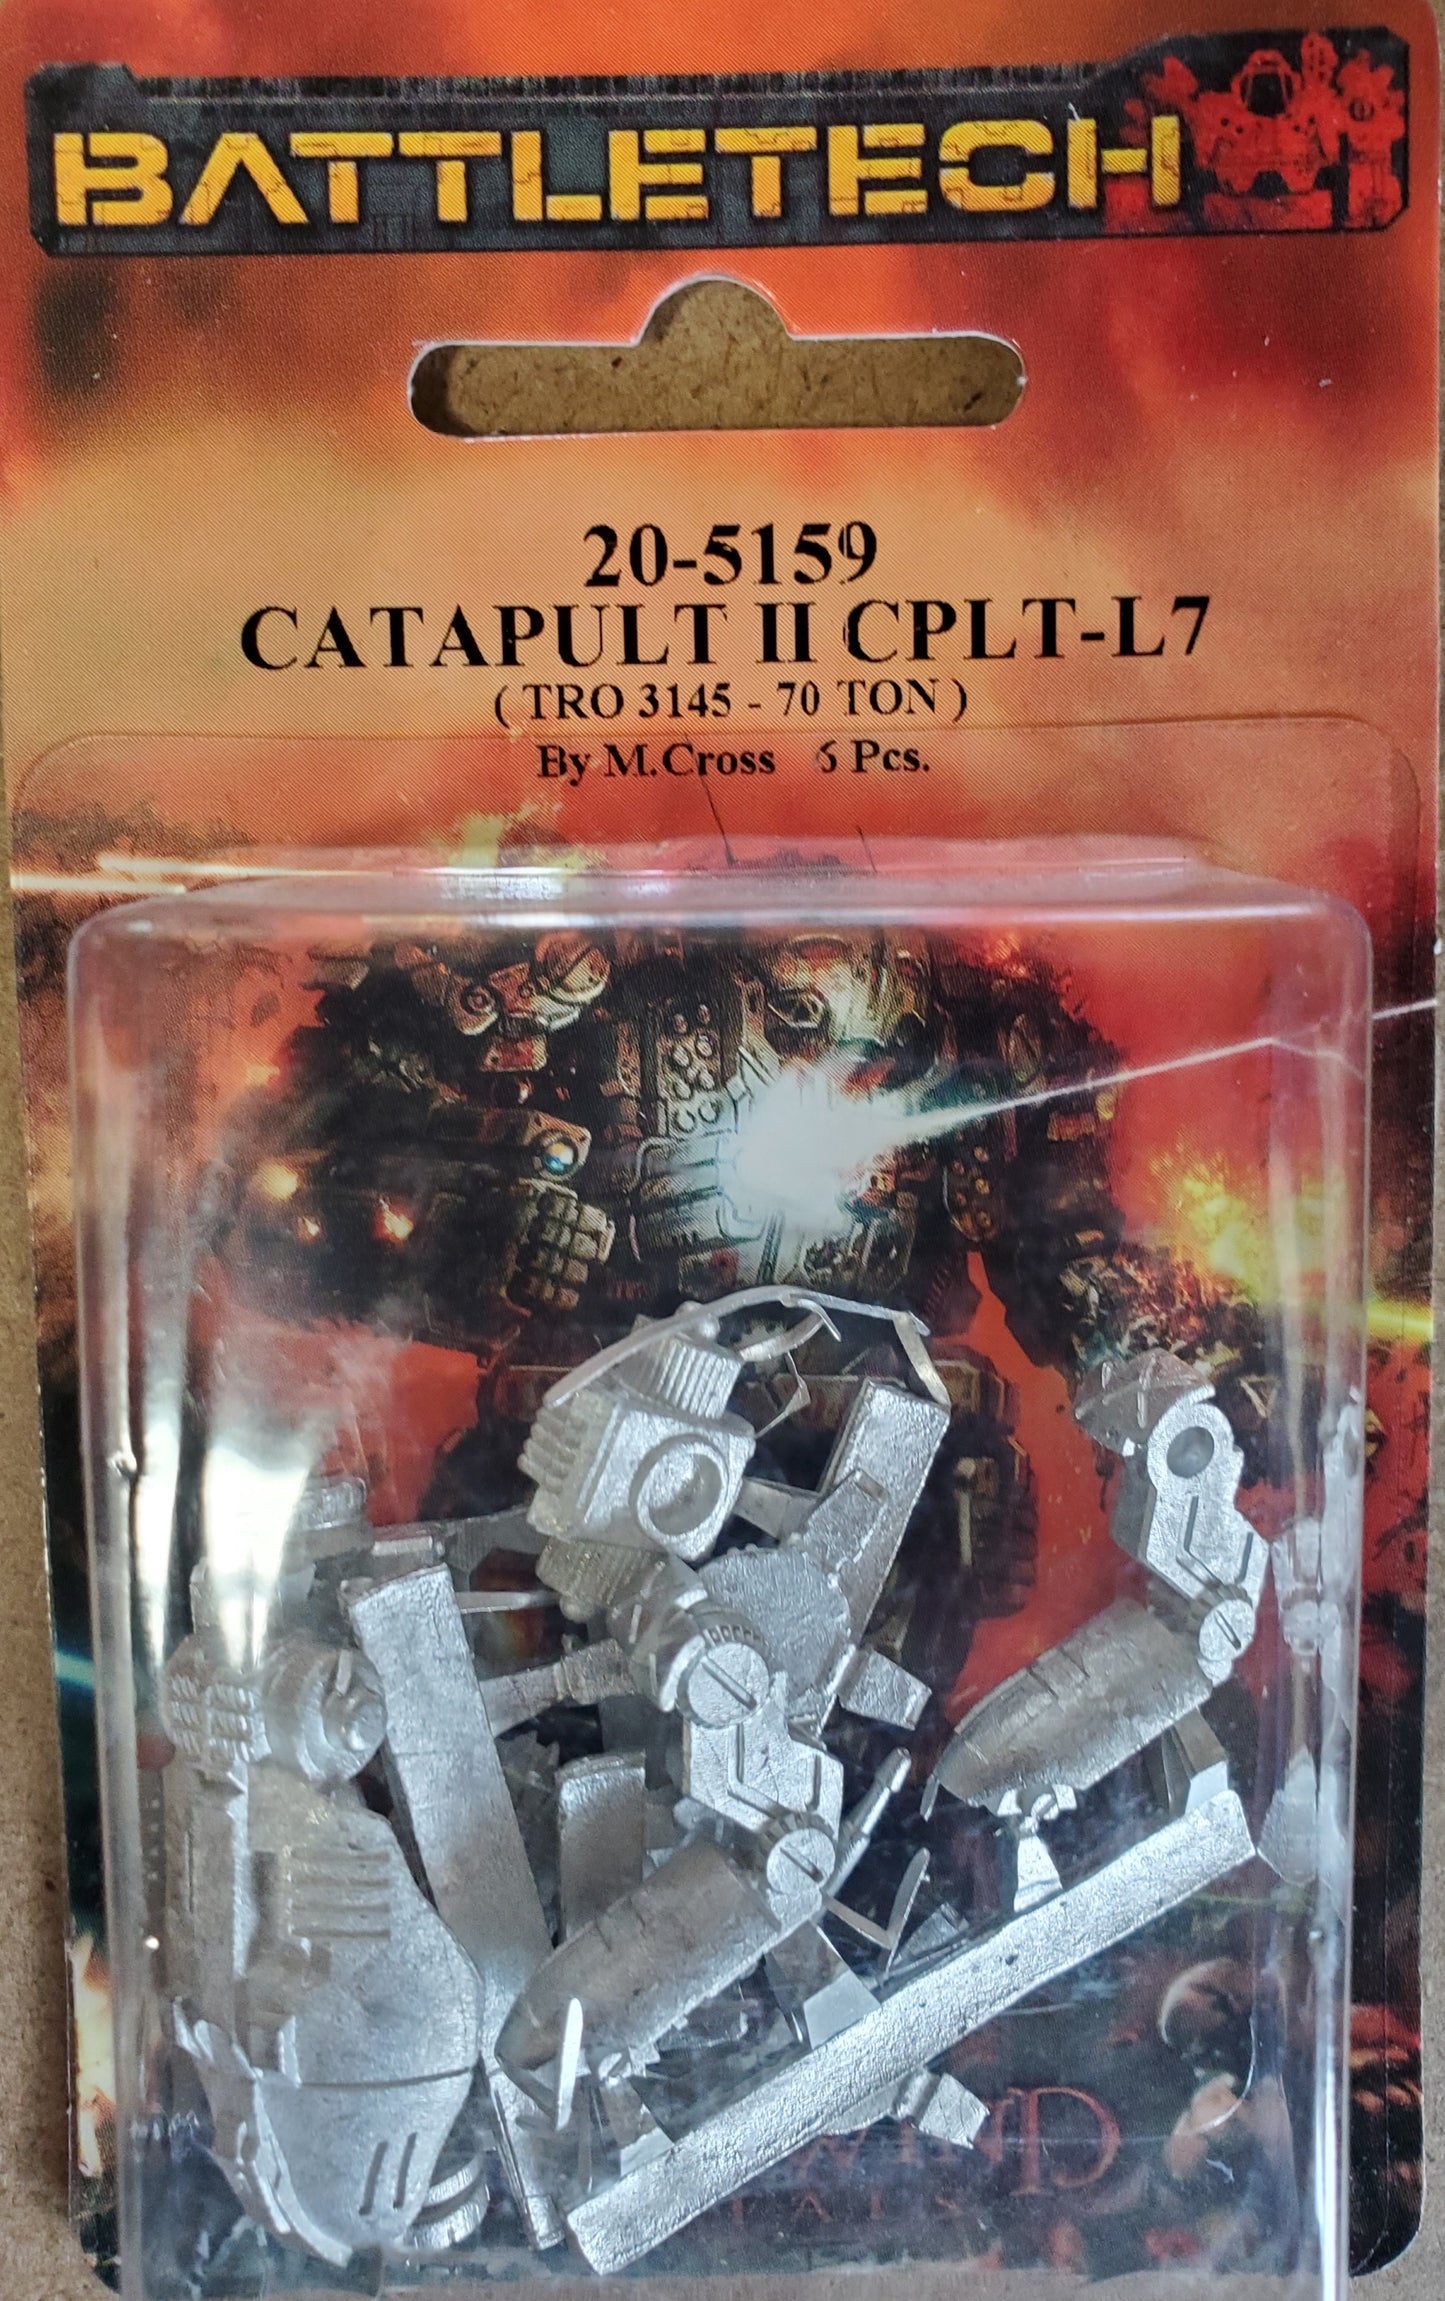 BATTLETECH
20-5159
CATAPULT II CPLT-L7
( TRO 3145 - 70 TON )
By M.Cross 6 Pcs.